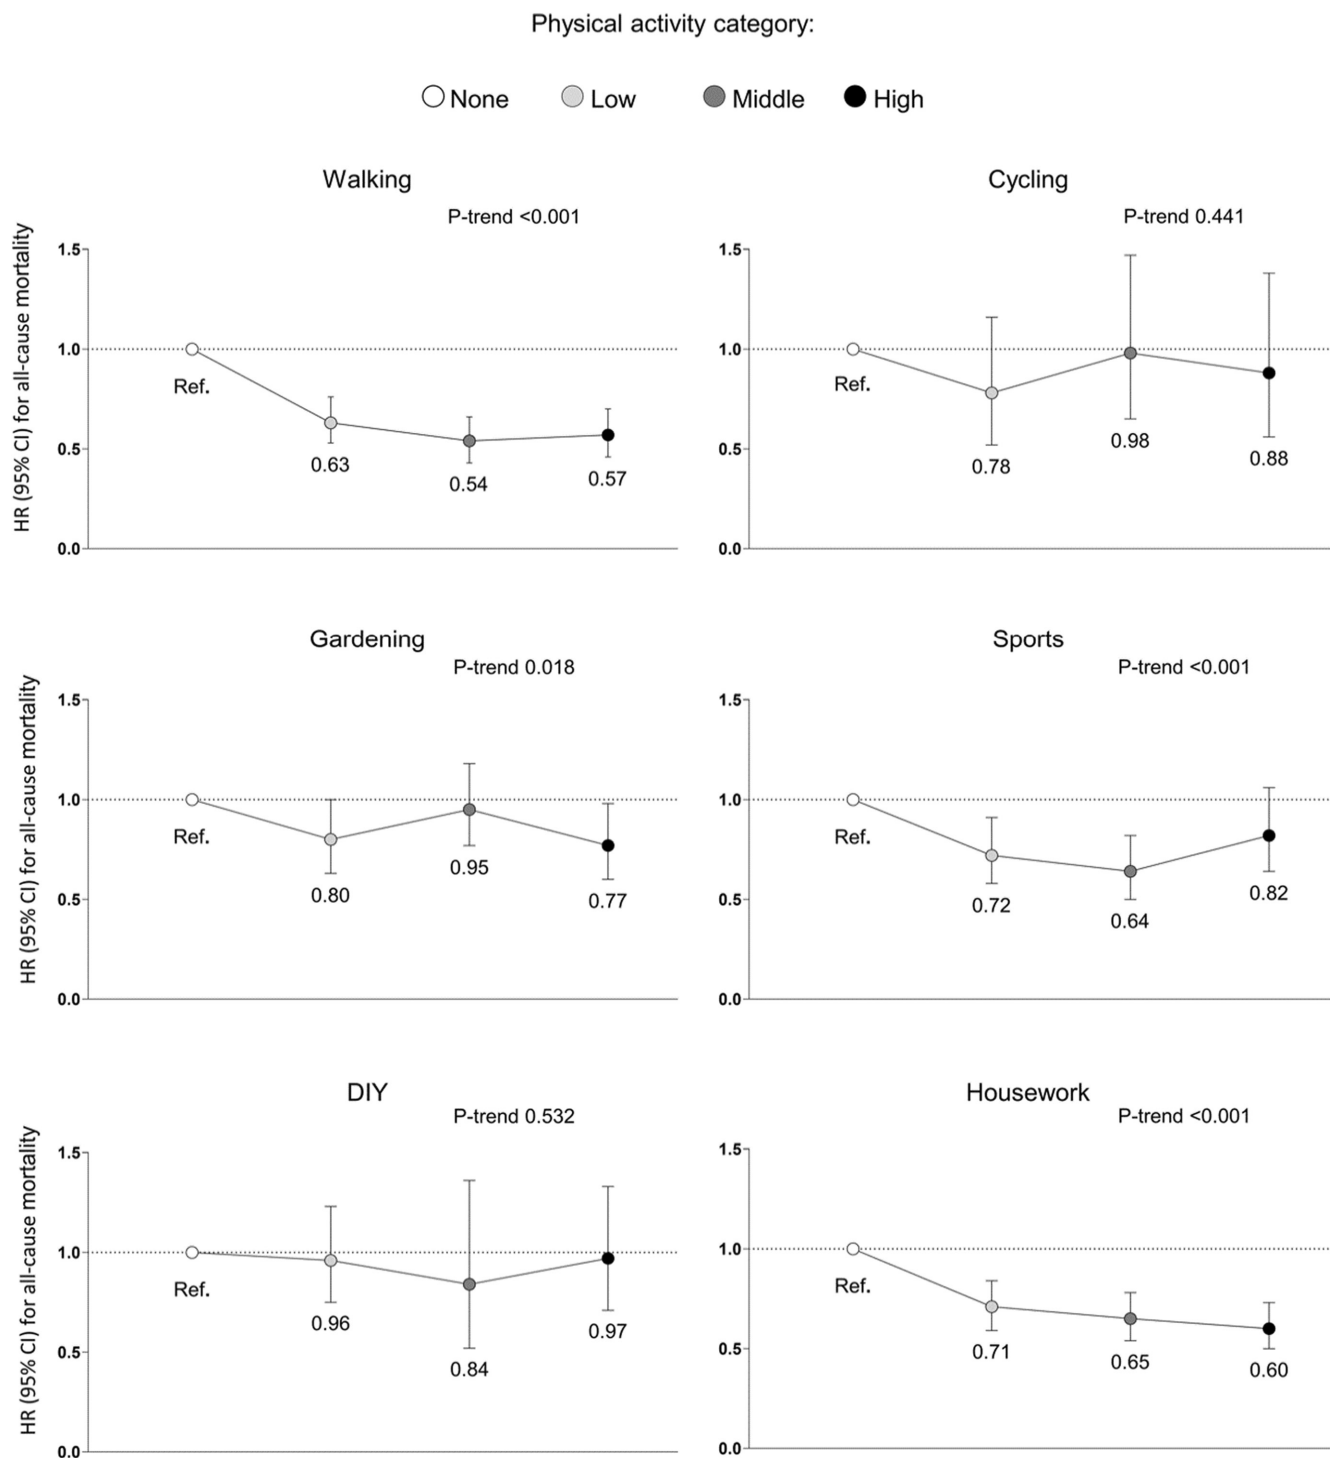 Physical activity category:
None Low Middle High
Walking
P-trend <0.001
HR (95% CI) for all-cause mortality
1.5
1.0
0.5
0.0
Ref.
0.63
0.54
0.57
Cycling
P-trend 0.441
1.5
1.0
0.5
0.0
Ref.
0.78
0.98
0.88
Gardening
P-trend 0.018
HR (95% CI) for all-cause mortality
1.5
1.0
0.5
0.0
Ref.
0.80
0.95
0.77
Sports
P-trend <0.001
1.5
1.0
0.5
0.0
Ref.
0.72
0.64
0.82
DIY
P-trend 0.532
HR (95% CI) for all-cause mortality
1.5
1.0
0.5
0.0
Ref.
0.96
0.84
0.97
Housework
P-trend <0.001
1.5
1.0
0.5
0.0
Ref.
0.71
0.65
0.60